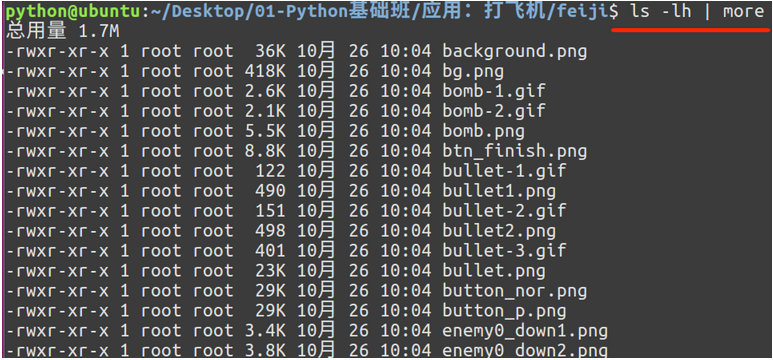 python@ubuntu:~/Desktop/01-Python基础班/应用：打飞机/feiji$ ls -lh | more
总用量 1.7M
-rwxr-xr-x 1 root root  36K 10月 26 10:04 background.png
-rwxr-xr-x 1 root root 418K 10月 26 10:04 bg.png
-rwxr-xr-x 1 root root 2.6K 10月 26 10:04 bomb-1.gif
-rwxr-xr-x 1 root root 2.1K 10月 26 10:04 bomb-2.gif
-rwxr-xr-x 1 root root 5.5K 10月 26 10:04 bomb.png
-rwxr-xr-x 1 root root 8.8K 10月 26 10:04 btn_finish.png
-rwxr-xr-x 1 root root  122 10月 26 10:04 bullet-1.gif
-rwxr-xr-x 1 root root  490 10月 26 10:04 bullet1.png
-rwxr-xr-x 1 root root  151 10月 26 10:04 bullet-2.gif
-rwxr-xr-x 1 root root  498 10月 26 10:04 bullet2.png
-rwxr-xr-x 1 root root  401 10月 26 10:04 bullet-3.gif
-rwxr-xr-x 1 root root  23K 10月 26 10:04 bullet.png
-rwxr-xr-x 1 root root  29K 10月 26 10:04 button_nor.png
-rwxr-xr-x 1 root root  29K 10月 26 10:04 button_p.png
-rwxr-xr-x 1 root root 3.4K 10月 26 10:04 enemy0_down1.png
-rwxr-xr-x 1 root root 3.8K 10月 26 10:04 enemy0_down2.png